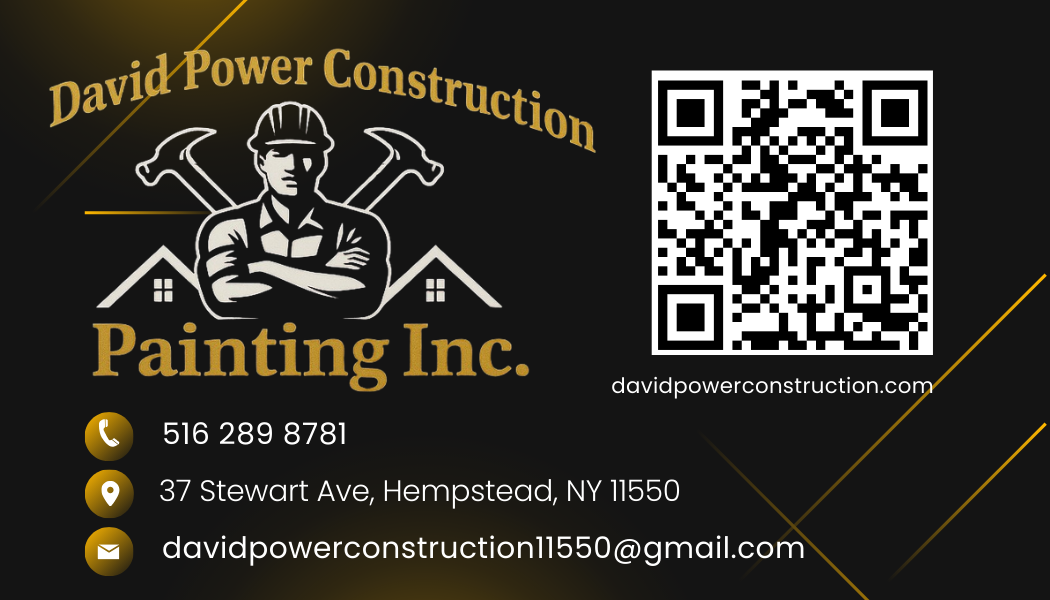 David Power Construction
Painting Inc.
davidpowerconstruction.com
516 289 8781
37 Stewart Ave, Hempstead, NY 11550
davidpowerconstruction11550@gmail.com